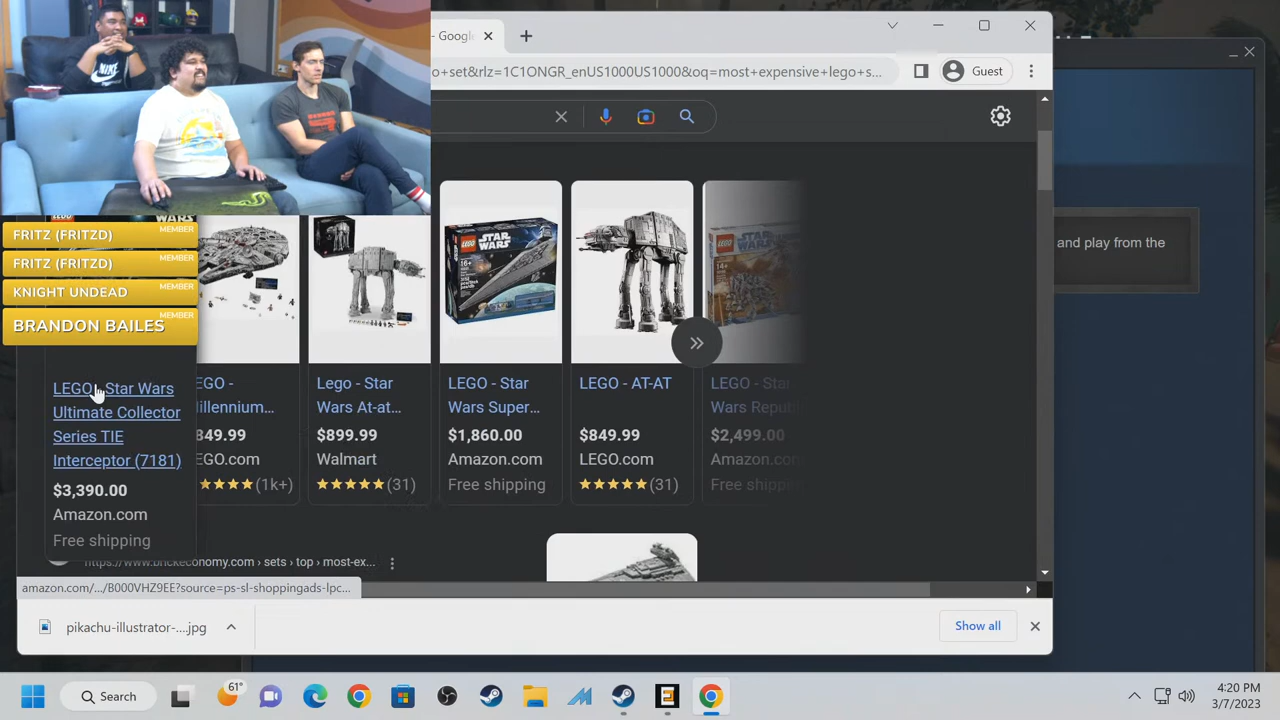 - Google
o+set&rlz=1C1ONGR_enUS1000US1000&oq=most+expensive+lego+s...
Guest
FRITZ (FRITZD)
MEMBER
FRITZ (FRITZD)
MEMBER
KNIGHT UNDEAD
MEMBER
BRANDON BAILES
MEMBER
LEGO - Star Wars
Ultimate Collector
Series TIE
Interceptor (7181)
$3,390.00
Amazon.com
Free shipping
EGO -
illennium...
849.99
EGO.com
(1k+)
Lego - Star
Wars At-at...
$899.99
Walmart
(31)
LEGO - Star
Wars Super...
$1,860.00
Amazon.com
Free shipping
LEGO - AT-AT
$849.99
LEGO.com
(31)
LEGO - Star
Wars Republ
$2,499.00
Amazon.co
Free shippi
and play from the
https://www.brickeconomy.com › sets › top › most-ex...
amazon.com/.../B000VHZ9EE?source=ps-sl-shoppingads-lpc...
pikachu-illustrator-....jpg
Show all
Search
61°
4:20 PM
3/7/2023